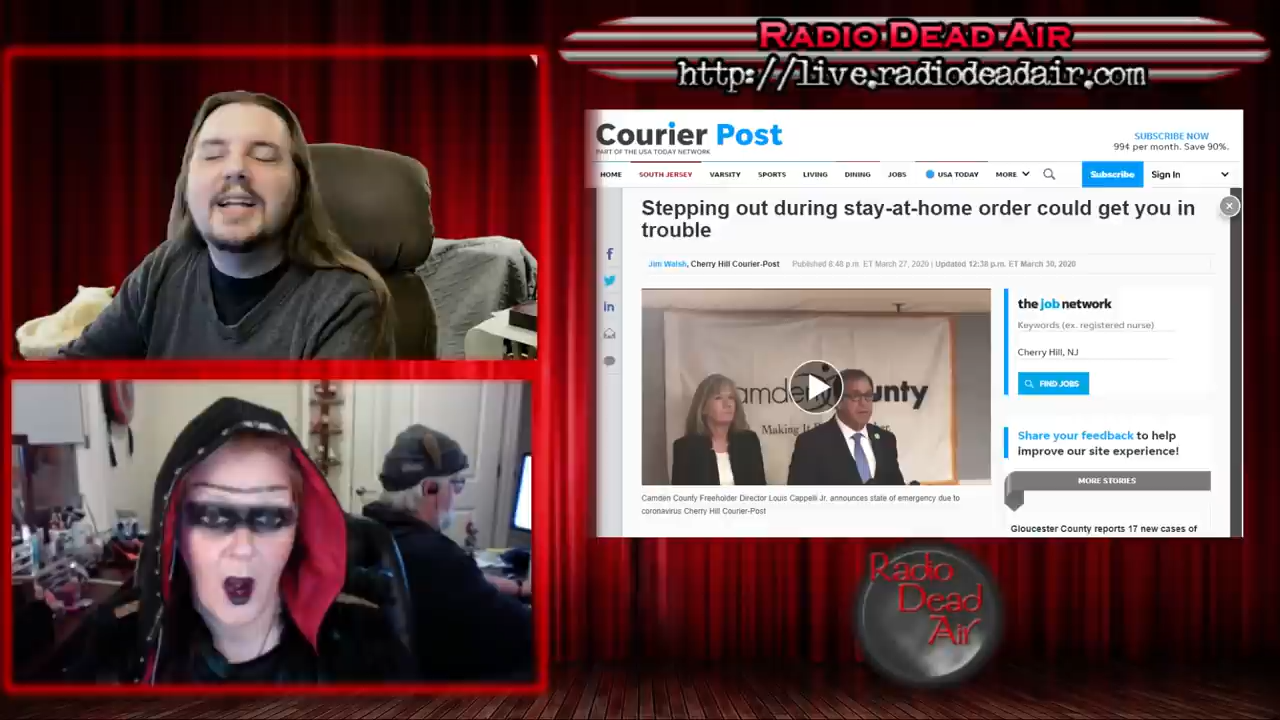 Radio Dead Air
http://live.radiodeadair.com
Courier Post
PART OF THE USA TODAY NETWORK
SUBSCRIBE NOW
99¢ per month. Save 90%.
HOME SOUTH JERSEY VARSITY SPORTS LIVING DINING JOBS USA TODAY MORE Subscribe Sign In
Stepping out during stay-at-home order could get you in
trouble
Jim Walsh, Cherry Hill Courier-Post Published 8:48 p.m. ET March 27, 2020 | Updated 12:38 p.m. ET March 30, 2020
the job network
Keywords (ex. registered nurse)
Cherry Hill, NJ
FIND JOBS
Share your feedback to help
improve our site experience!
MORE STORIES
Gloucester County reports 17 new cases of
Camden County Freeholder Director Louis Cappelli Jr. announces state of emergency due to
coronavirus Cherry Hill Courier-Post
Radio
Dead
Air